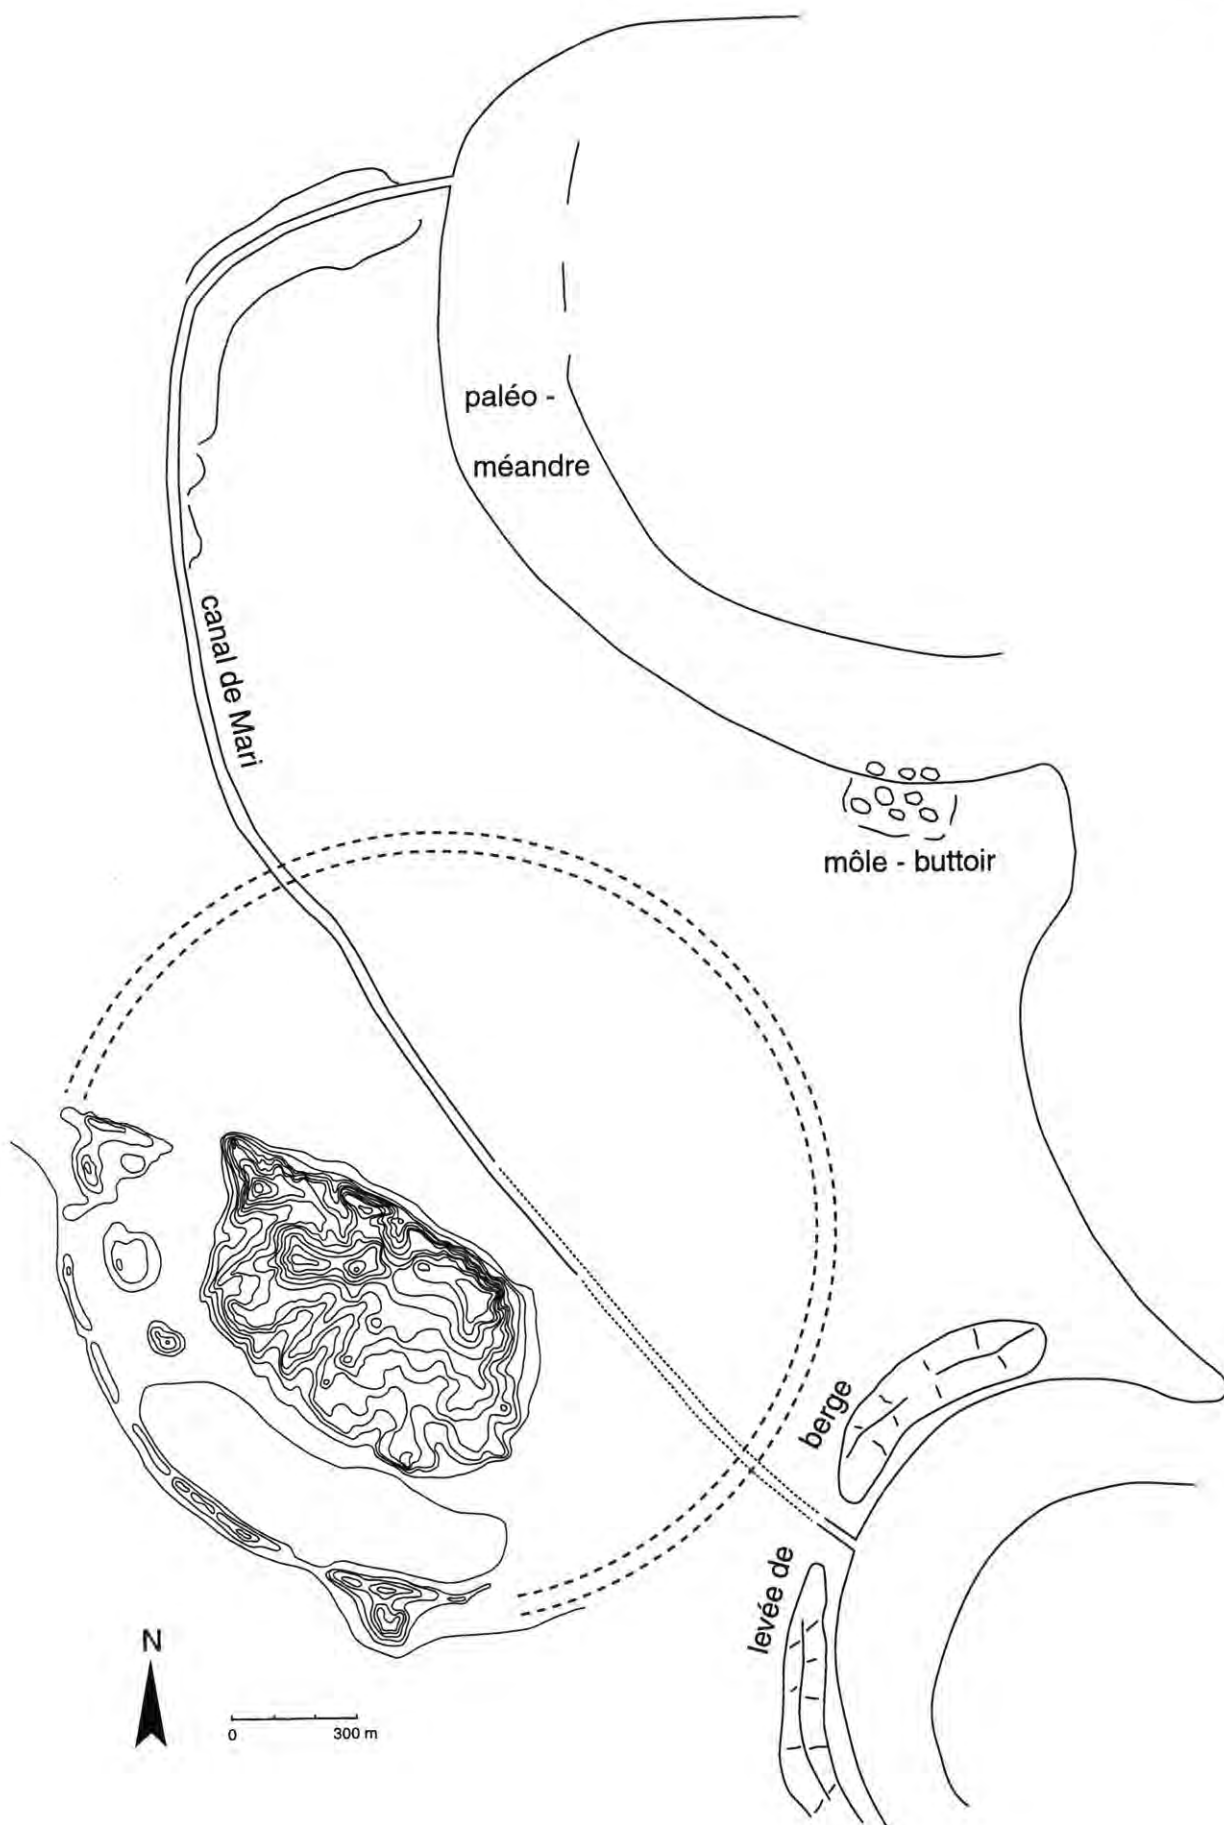 paléo -
méandre
canal de Mari
môle - buttoir
berge
levée de
N
0 300 m